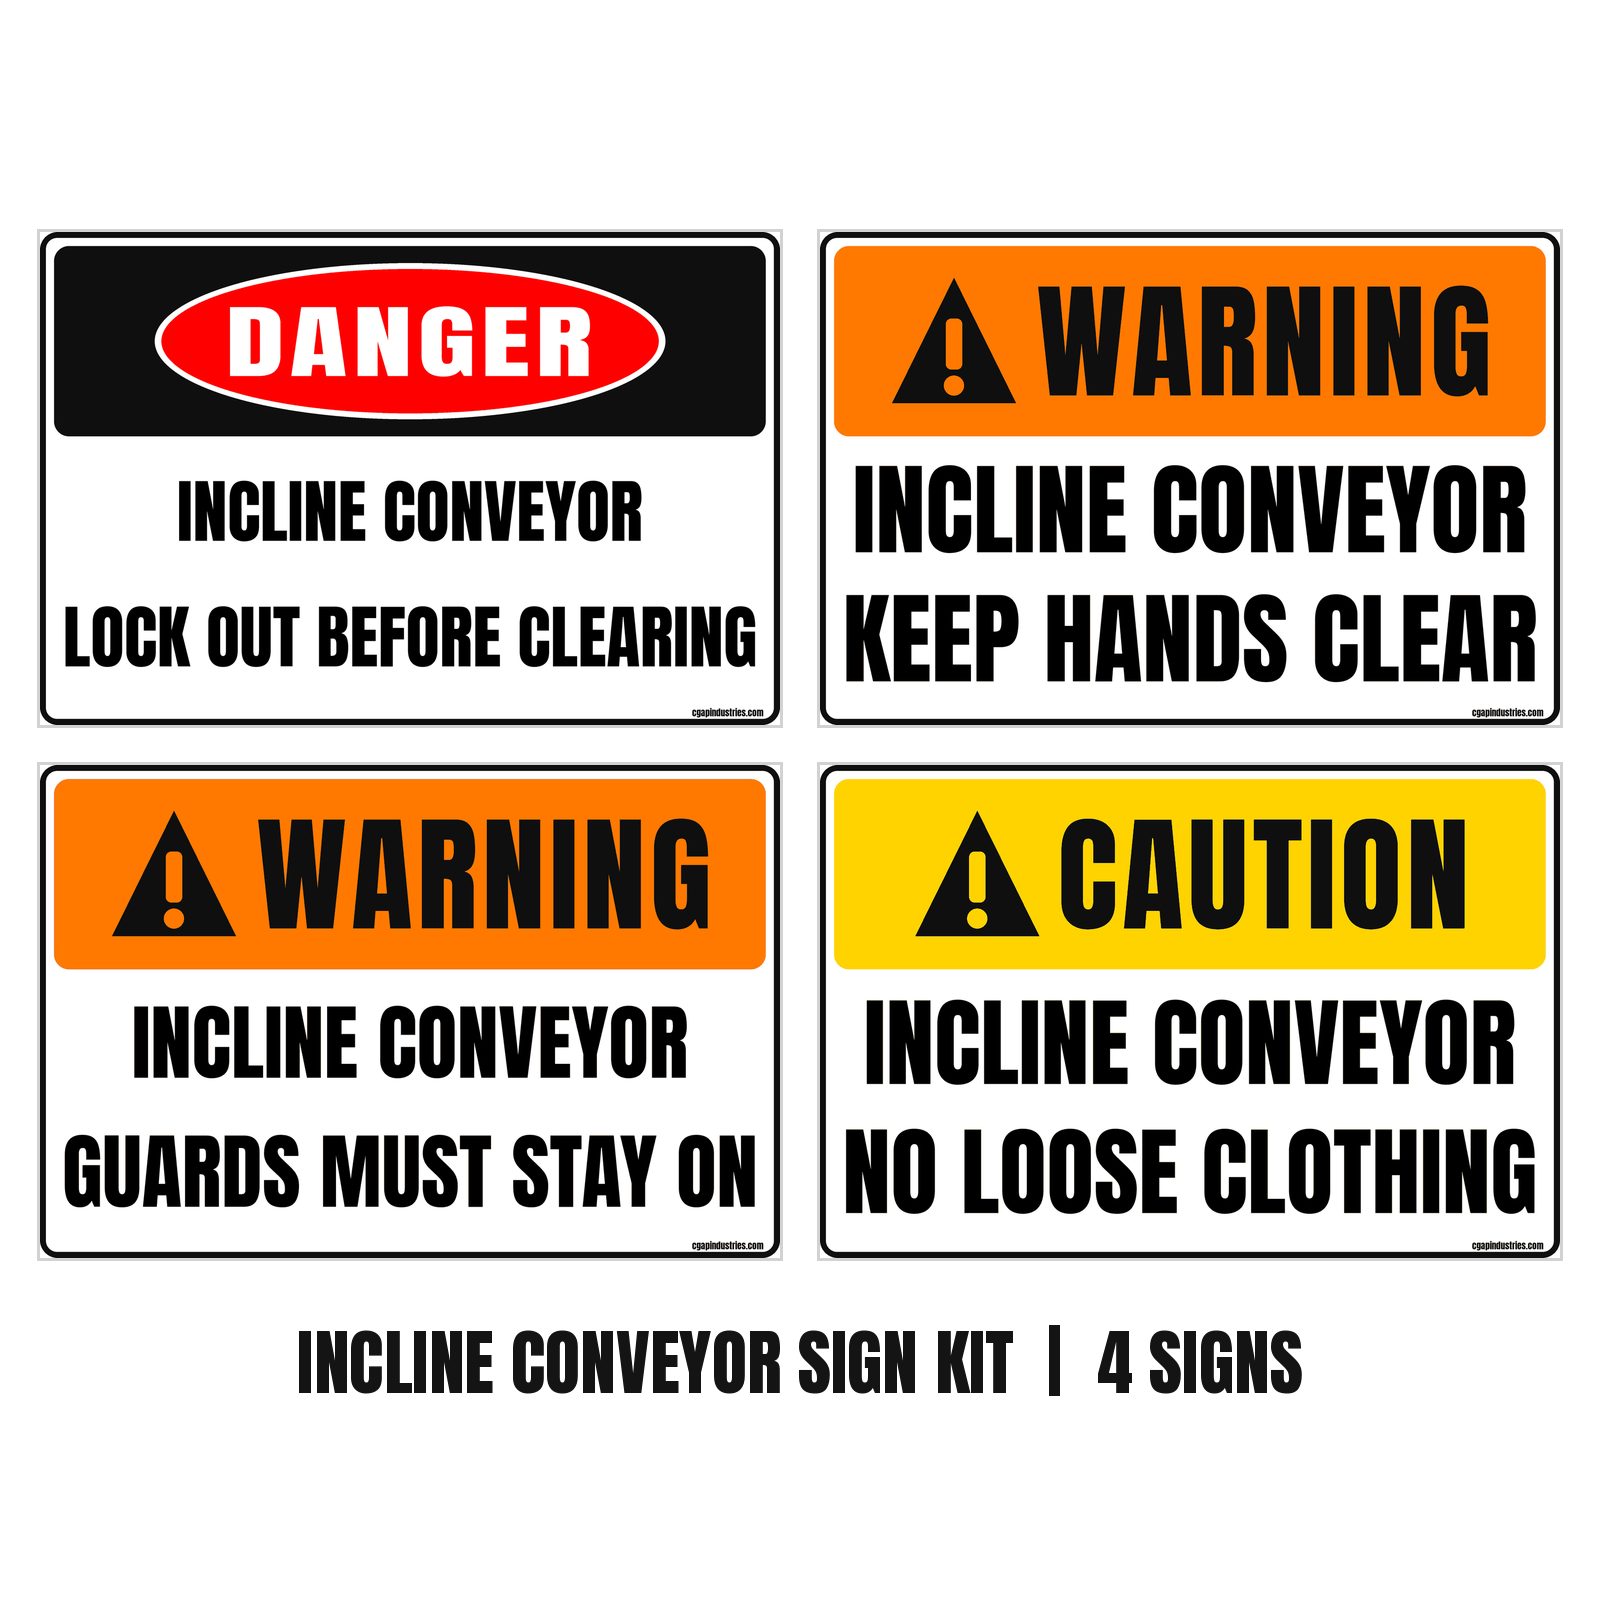 DANGER
INCLINE CONVEYOR
LOCK OUT BEFORE CLEARING
cgapindustries.com
WARNING
INCLINE CONVEYOR
KEEP HANDS CLEAR
cgapindustries.com
WARNING
INCLINE CONVEYOR
GUARDS MUST STAY ON
cgapindustries.com
CAUTION
INCLINE CONVEYOR
NO LOOSE CLOTHING
cgapindustries.com
INCLINE CONVEYOR SIGN KIT | 4 SIGNS